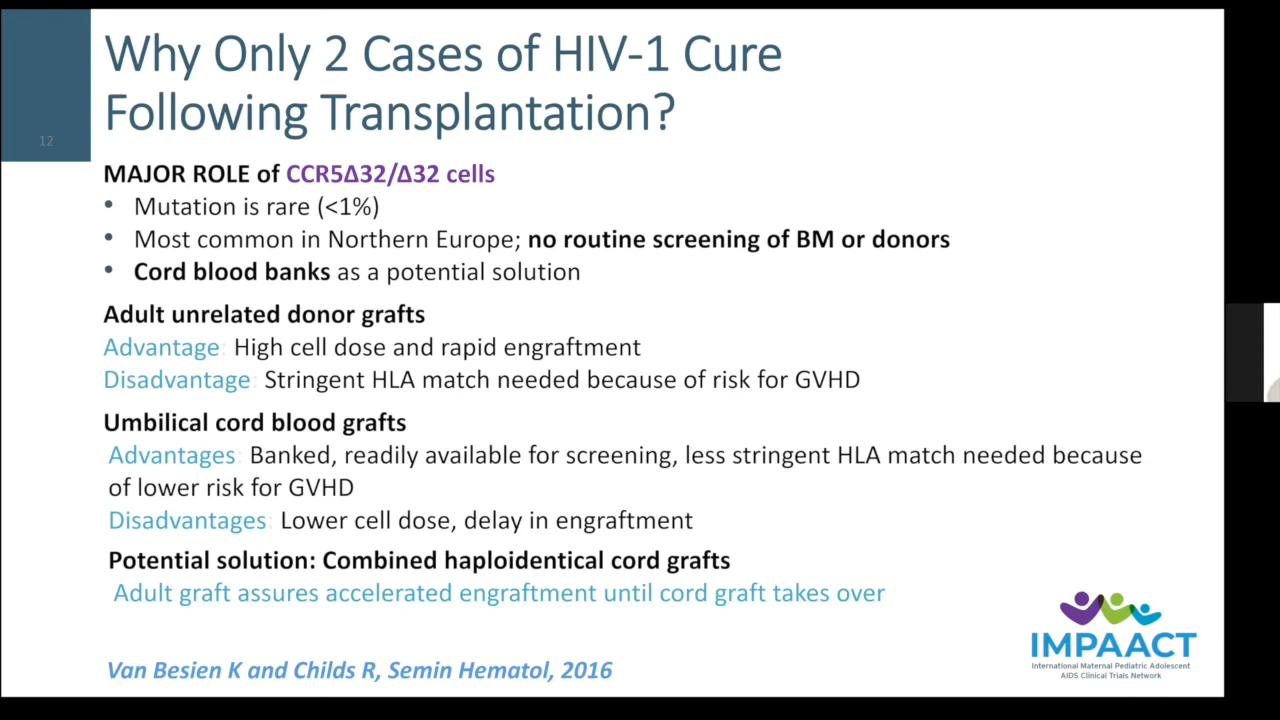 Why Only 2 Cases of HIV-1 Cure
Following Transplantation?
12
MAJOR ROLE of CCR5Δ32/Δ32 cells
• Mutation is rare (<1%)
• Most common in Northern Europe; no routine screening of BM or donors
• Cord blood banks as a potential solution
Adult unrelated donor grafts
Advantage: High cell dose and rapid engraftment
Disadvantage: Stringent HLA match needed because of risk for GVHD
Umbilical cord blood grafts
Advantages: Banked, readily available for screening, less stringent HLA match needed because
of lower risk for GVHD
Disadvantages: Lower cell dose, delay in engraftment
Potential solution: Combined haploidentical cord grafts
Adult graft assures accelerated engraftment until cord graft takes over
Van Besien K and Childs R, Semin Hematol, 2016
IMPAACT
International Maternal Pediatric Adolescent
AIDS Clinical Trials Network